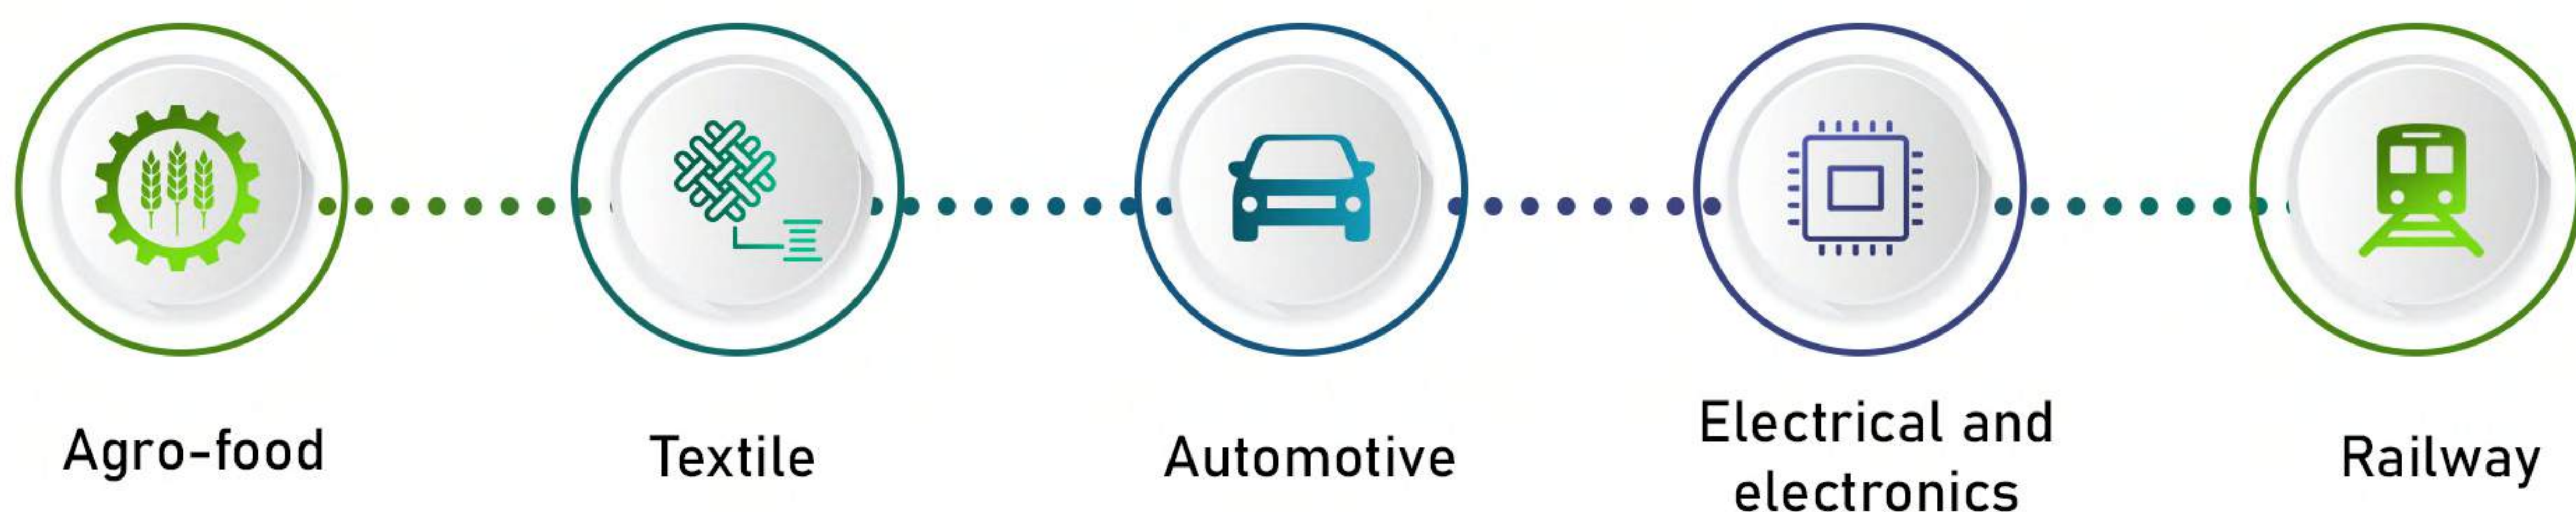 Agro-food
Textile
Automotive
Electrical and
electronics
Railway